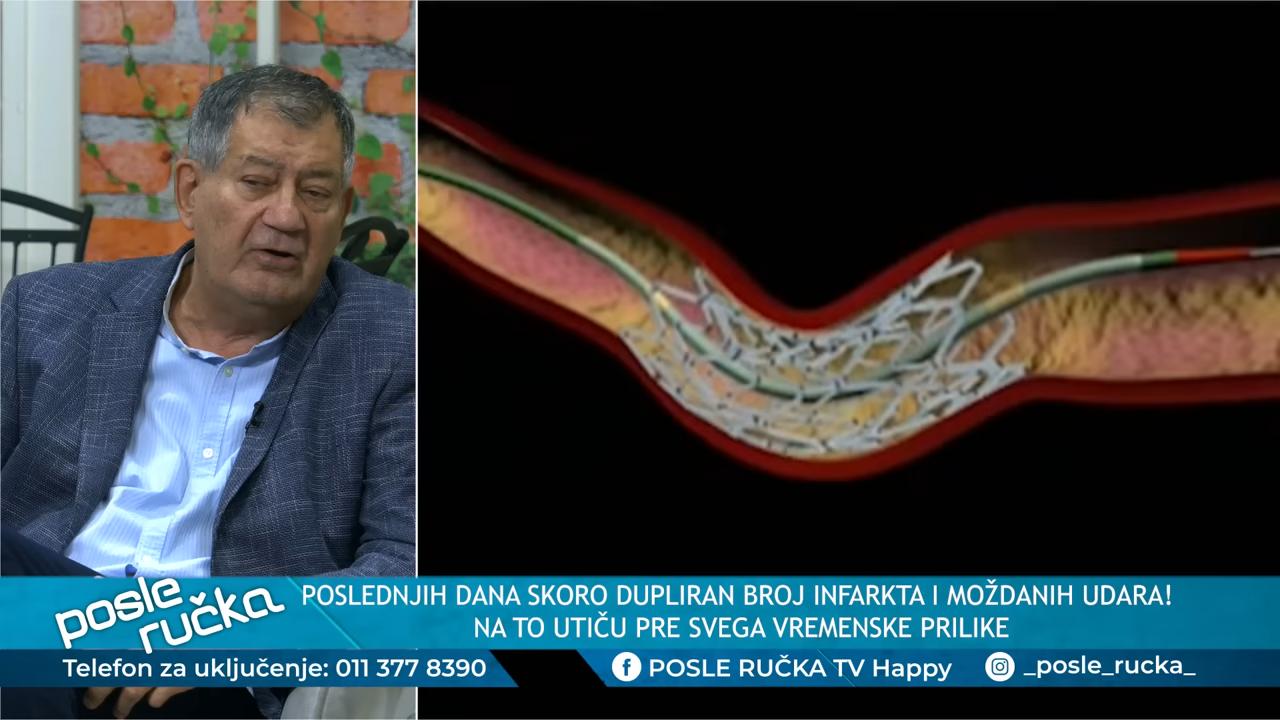 posle
ručka
POSLEDNJIH DANA SKORO DUPLIRAN BROJ INFARKTA I MOŽDANIH UDARA!
NA TO UTIČU PRE SVEGA VREMENSKE PRILIKE
Telefon za uključenje: 011 377 8390
POSLE RUČKA TV Happy
_posle_rucka_